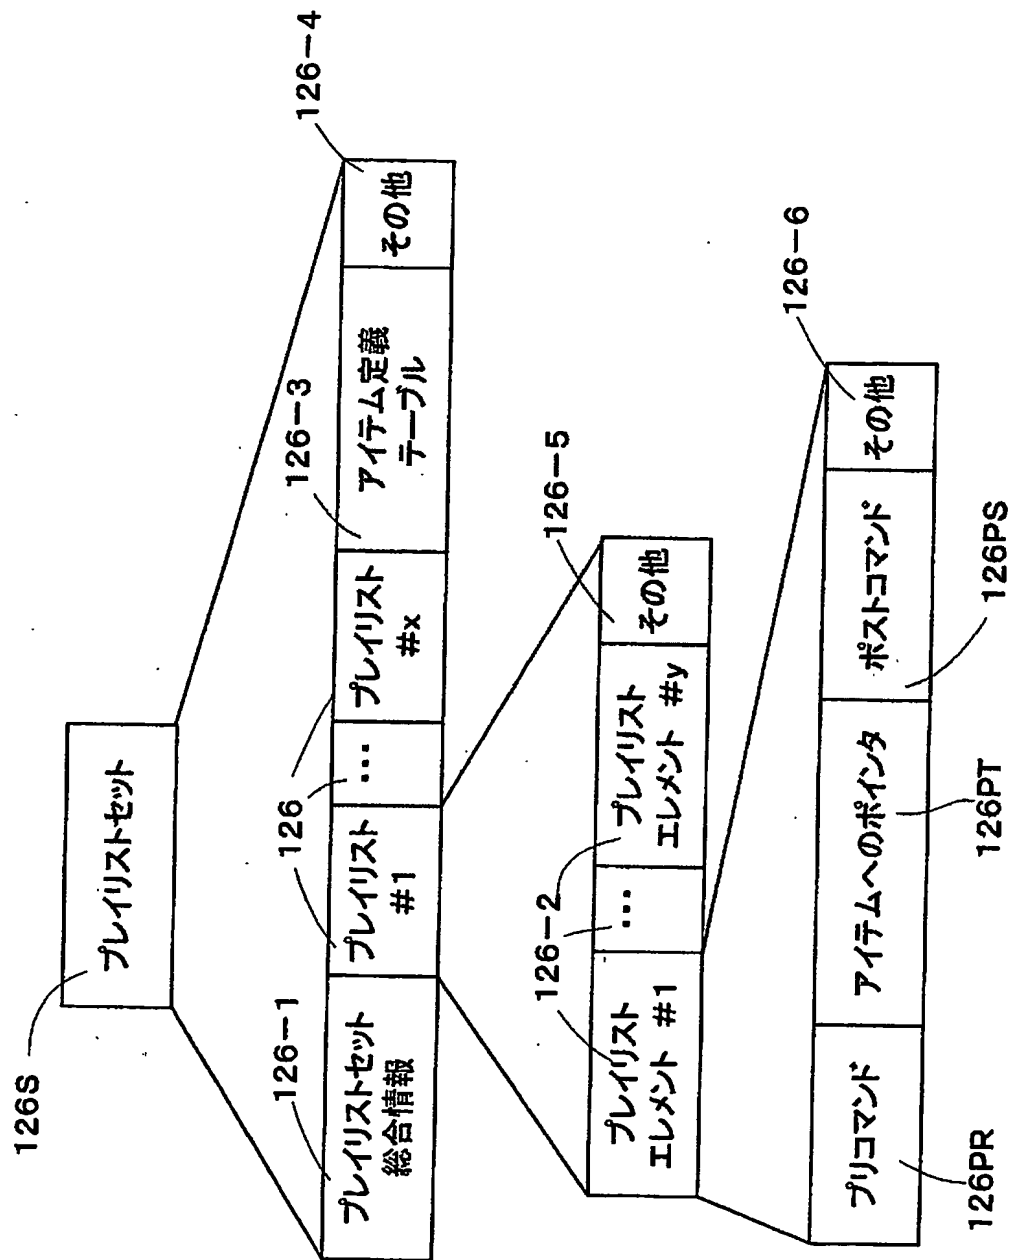 126S
プレイリストセット
126-1
プレイリストセット
総合情報
126
プレイリスト
#1
...
プレイリスト
#x
126-3
アイテム定義
テーブル
126-4
その他
126-2
プレイリスト
エレメント #1
...
プレイリスト
エレメント #y
126-5
その他
プリコマンド
アイテムへのポインタ
ポストコマンド
126-6
その他
126PR
126PT
126PS